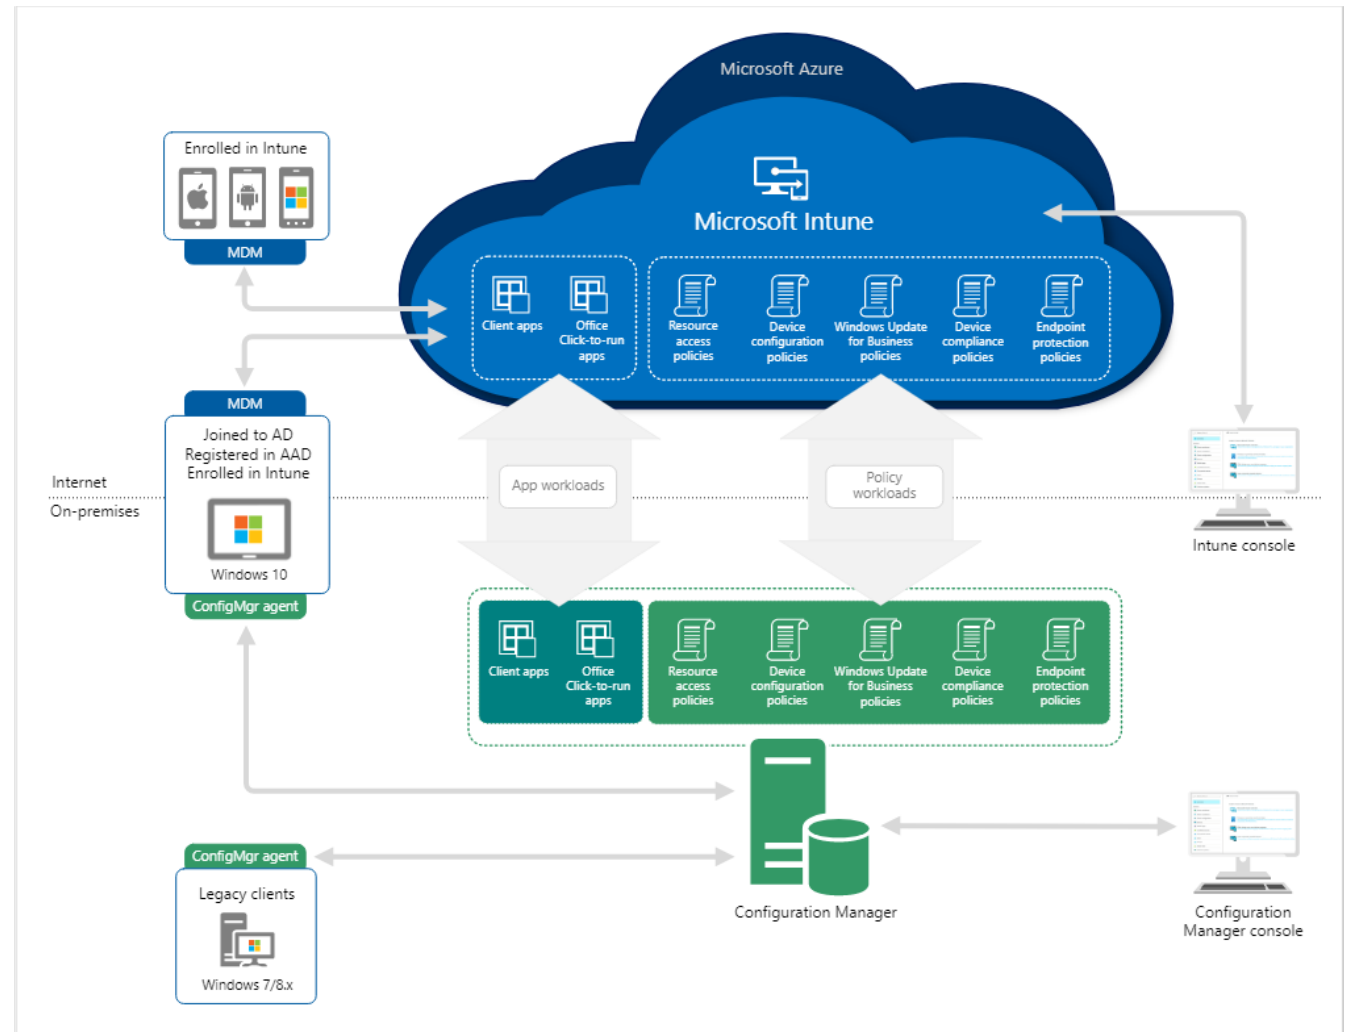 Microsoft Azure
Enrolled in Intune
MDM
Microsoft Intune
Client apps
Office
Click-to-run
apps
Resource
access
policies
Device
configuration
policies
Windows Update
for Business
policies
Device
compliance
policies
Endpoint
protection
policies
MDM
Joined to AD
Registered in AAD
Enrolled in Intune
Windows 10
ConfigMgr agent
Internet
On-premises
App workloads
Policy
workloads
Intune console
Client apps
Office
Click-to-run
apps
Resource
access
policies
Device
configuration
policies
Windows Update
for Business
policies
Device
compliance
policies
Endpoint
protection
policies
ConfigMgr agent
Legacy clients
Windows 7/8.x
Configuration Manager
Configuration
Manager console